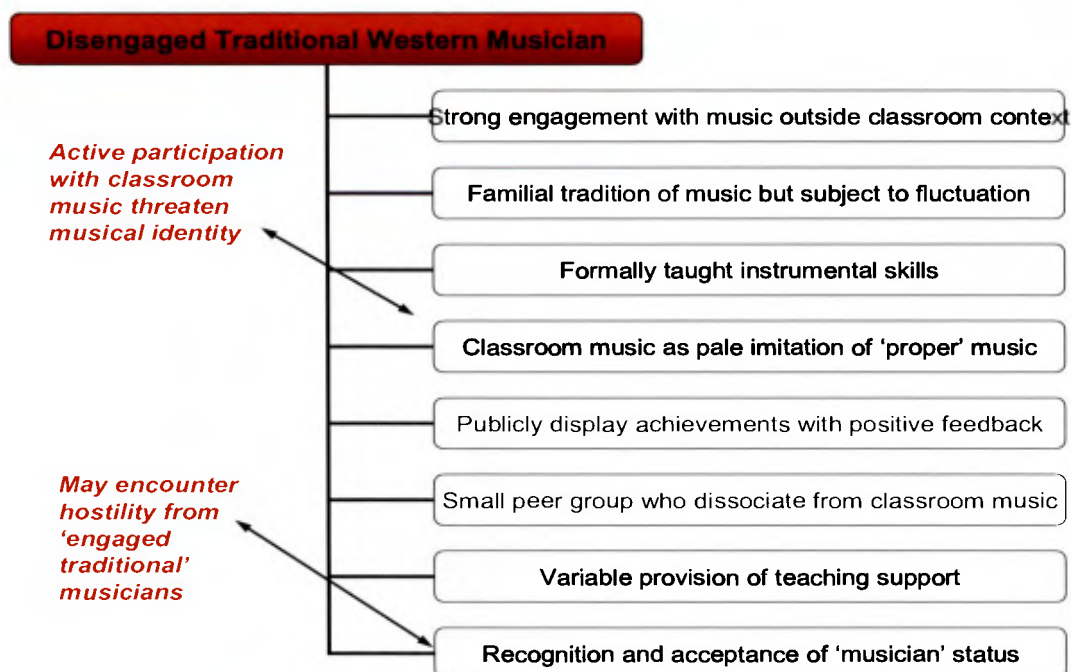 Disengaged Traditional Western Musician
Strong engagement with music outside classroom context
Active participation
with classroom
music threaten
musical identity
Familial tradition of music but subject to fluctuation
Formally taught instrumental skills
Classroom music as pale imitation of ‘proper’ music
Publicly display achievements with positive feedback
May encounter
hostility from
‘engaged
traditional’
musicians
Small peer group who dissociate from classroom music
Variable provision of teaching support
Recognition and acceptance of ‘musician’ status